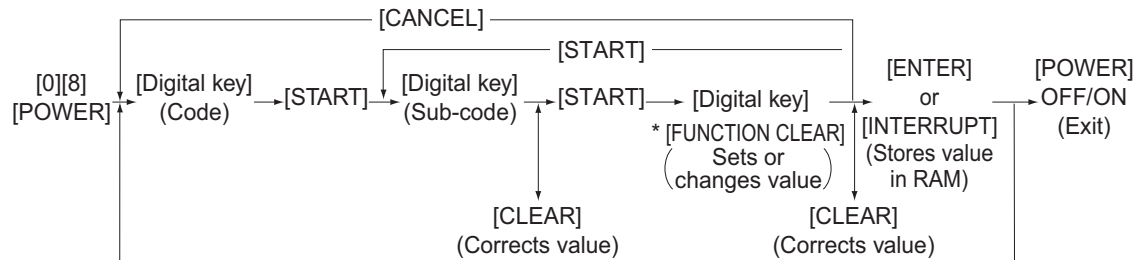 [CANCEL]
[START]
[0][8]
[POWER]
[Digital key]
(Code)
[START]
[Digital key]
(Sub-code)
[START]
[Digital key]
* [FUNCTION CLEAR]
(Sets or
changes value)
[ENTER]
or
[INTERRUPT]
(Stores value
in RAM)
[POWER]
OFF/ON
(Exit)
[CLEAR]
(Corrects value)
[CLEAR]
(Corrects value)